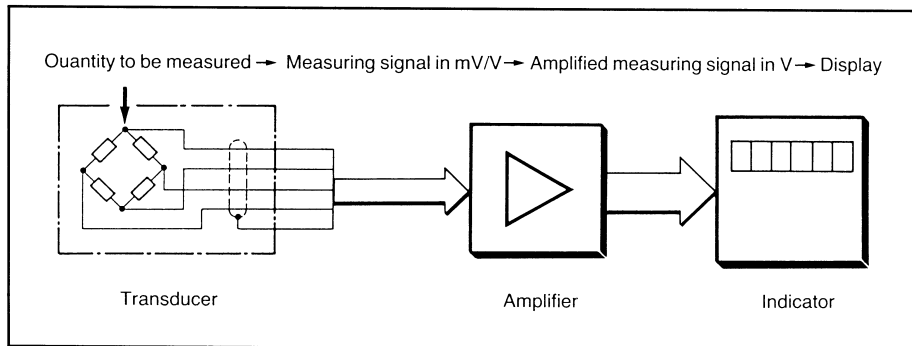 Ouantity to be measured → Measuring signal in mV/V → Amplified measuring signal in V → Display
Transducer
Amplifier
Indicator